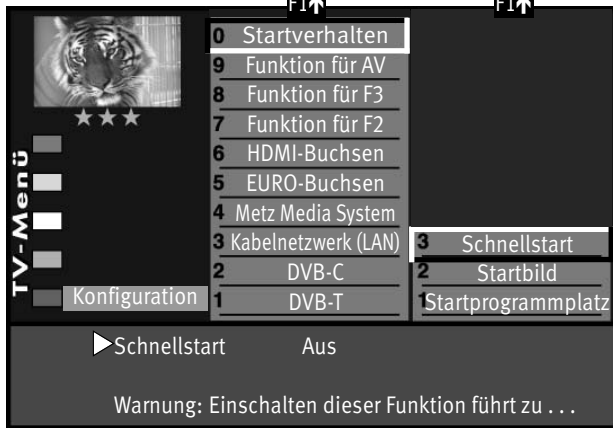 F1↑ F1↑
0 Startverhalten
9 Funktion für AV
8 Funktion für F3
7 Funktion für F2
6 HDMI-Buchsen
5 EURO-Buchsen
4 Metz Media System
3 Kabelnetzwerk (LAN)
2 DVB-C
1 DVB-T
3 Schnellstart
2 Startbild
1 Startprogrammplatz
TV-Menü
Konfiguration
Schnellstart Aus
Warnung: Einschalten dieser Funktion führt zu . . .